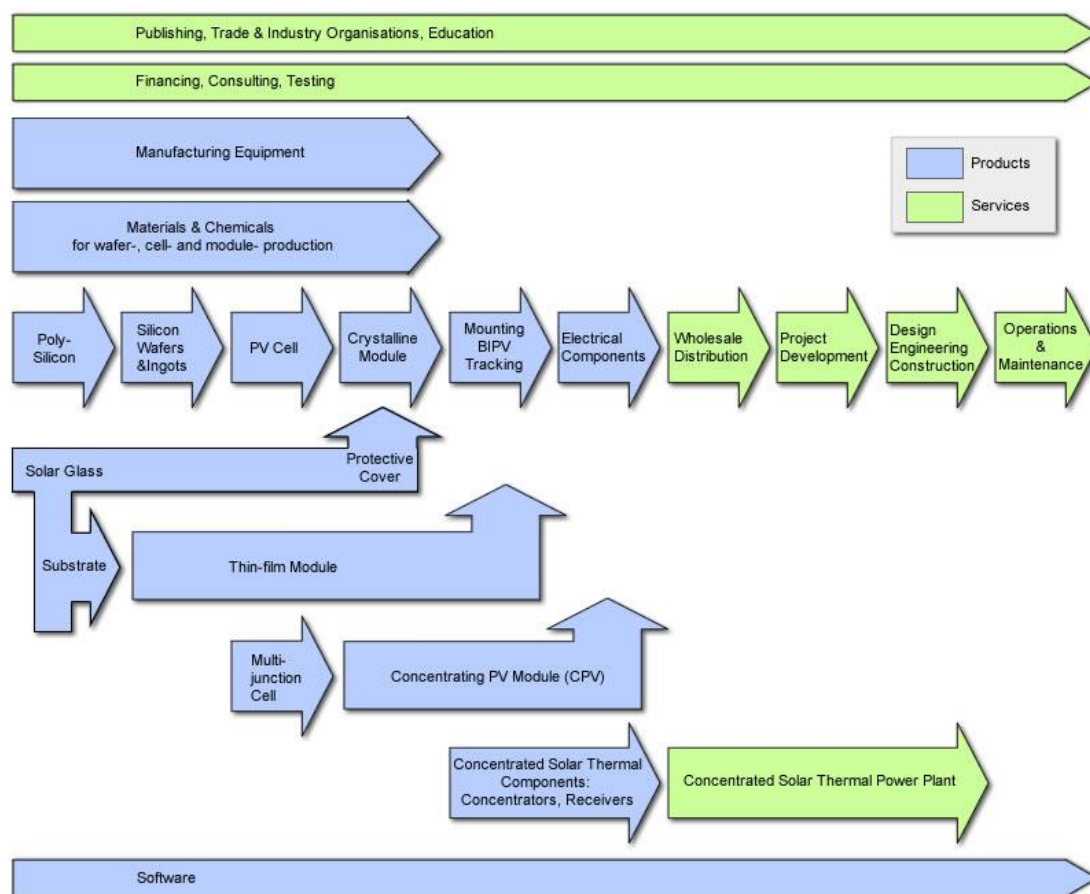 Publishing, Trade & Industry Organisations, Education
Financing, Consulting, Testing
Manufacturing Equipment
Products
Services
Materials & Chemicals
for wafer-, cell- and module- production
Poly-
Silicon
Silicon
Wafers
&Ingots
PV Cell
Crystalline
Module
Mounting
BIPV
Tracking
Electrical
Components
Wholesale
Distribution
Project
Development
Design
Engineering
Construction
Operations
&
Maintenance
Solar Glass
Protective
Cover
Substrate
Thin-film Module
Multi-
junction
Cell
Concentrating PV Module (CPV)
Concentrated Solar Thermal
Components:
Concentrators, Receivers
Concentrated Solar Thermal Power Plant
Software